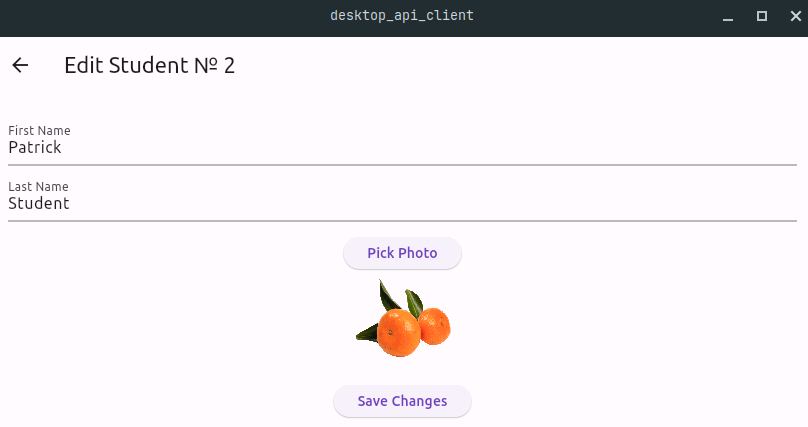 desktop_api_client
Edit Student № 2
First Name
Patrick
Last Name
Student
Pick Photo
Save Changes